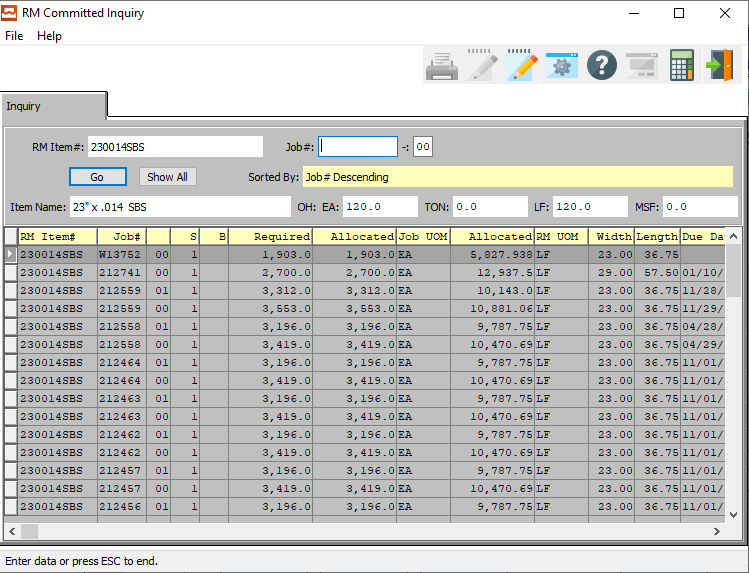 RM Committed Inquiry
File Help
Inquiry
RM Item#: 230014SBS Job#: -: 00
Go Show All Sorted By: Job# Descending
Item Name: 23" x .014 SBS OH: EA: 120.0 TON: 0.0 LF: 120.0 MSF: 0.0
RM Item# Job# S B Required Allocated Job UOM Allocated RM UOM Width Length Due Da
230014SBS W13752 00 1 1,903.0 1,903.0 EA 5,827.938 LF 23.00 36.75
230014SBS 212741 00 1 2,700.0 2,700.0 EA 12,937.5 LF 29.00 57.50 01/10/
230014SBS 212559 01 1 3,312.0 3,312.0 EA 10,143.0 LF 23.00 36.75 11/28/
230014SBS 212559 00 1 3,553.0 3,553.0 EA 10,881.06 LF 23.00 36.75 11/29/
230014SBS 212558 01 1 3,196.0 3,196.0 EA 9,787.75 LF 23.00 36.75 04/28/
230014SBS 212558 00 1 3,419.0 3,419.0 EA 10,470.69 LF 23.00 36.75 04/29/
230014SBS 212464 01 1 3,196.0 3,196.0 EA 9,787.75 LF 23.00 36.75 11/01/
230014SBS 212464 00 1 3,419.0 3,419.0 EA 10,470.69 LF 23.00 36.75 11/01/
230014SBS 212463 01 1 3,196.0 3,196.0 EA 9,787.75 LF 23.00 36.75 11/01/
230014SBS 212463 00 1 3,419.0 3,419.0 EA 10,470.69 LF 23.00 36.75 11/01/
230014SBS 212462 01 1 3,196.0 3,196.0 EA 9,787.75 LF 23.00 36.75 11/01/
230014SBS 212462 00 1 3,419.0 3,419.0 EA 10,470.69 LF 23.00 36.75 11/01/
230014SBS 212457 01 1 3,196.0 3,196.0 EA 9,787.75 LF 23.00 36.75 11/01/
230014SBS 212457 00 1 3,419.0 3,419.0 EA 10,470.69 LF 23.00 36.75 11/01/
230014SBS 212456 01 1 3,196.0 3,196.0 EA 9,787.75 LF 23.00 36.75 11/01/
Enter data or press ESC to end.